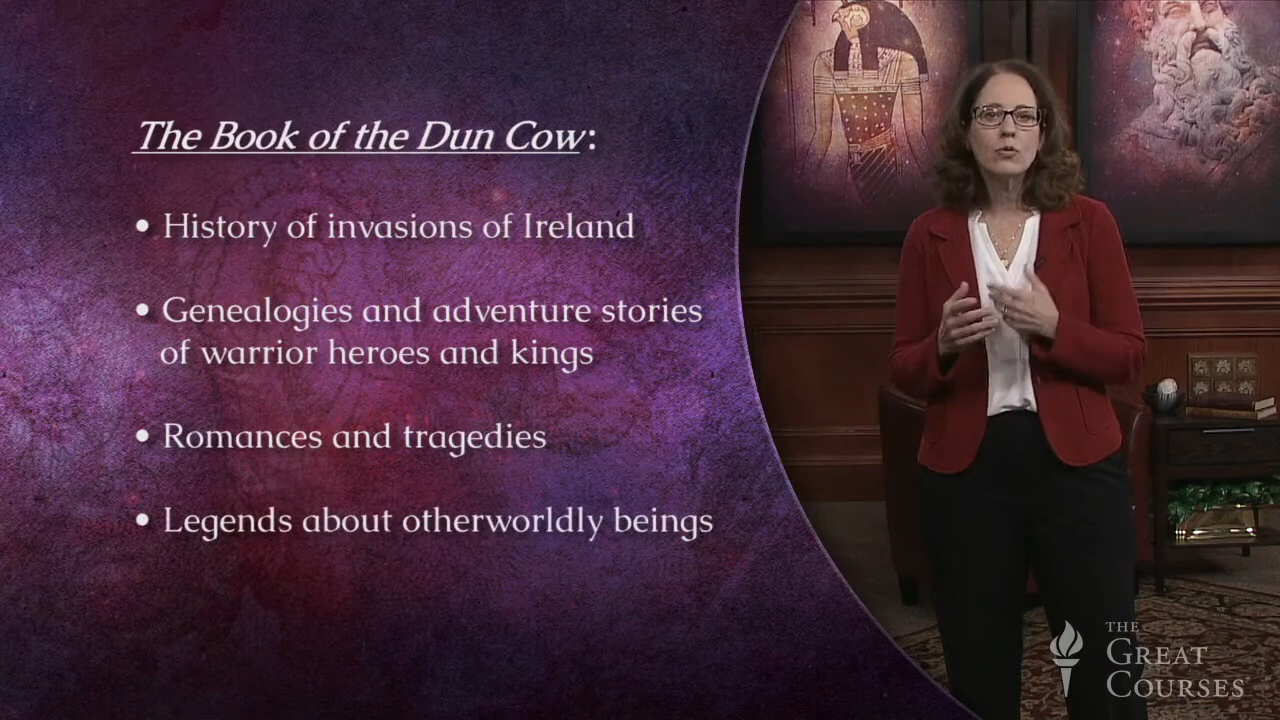 The Book of the Dun Cow:
• History of invasions of Ireland
• Genealogies and adventure stories
of warrior heroes and kings
• Romances and tragedies
• Legends about otherworldly beings
THE
GREAT
COURSES